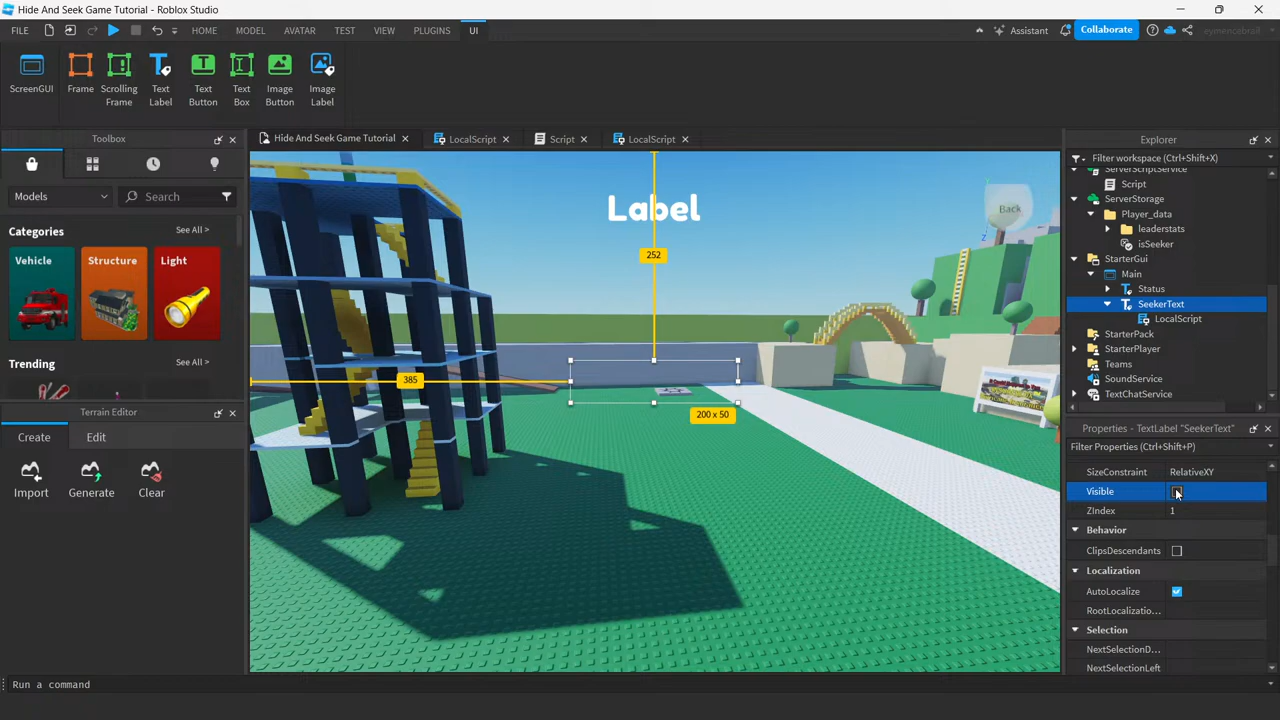 Hide And Seek Game Tutorial - Roblox Studio
FILE HOME MODEL AVATAR TEST VIEW PLUGINS UI Assistant Collaborate eymencebrail
ScreenGUI
Frame
Scrolling
Frame
Text
Label
Text
Button
Text
Box
Image
Button
Image
Label
Toolbox
Models
Search
Categories
See All >
Vehicle
Structure
Light
Trending
See All >
Terrain Editor
Create
Edit
Import
Generate
Clear
Hide And Seek Game Tutorial
LocalScript
Script
LocalScript
Label
Back
252
385
200 x 50
Explorer
Filter workspace (Ctrl+Shift+X)
ServerScriptService
Script
ServerStorage
Player_data
leaderstats
isSeeker
StarterGui
Main
Status
SeekerText
LocalScript
StarterPack
StarterPlayer
Teams
SoundService
TextChatService
Properties - TextLabel "SeekerText"
Filter Properties (Ctrl+Shift+P)
SizeConstraint RelativeXY
Visible
ZIndex 1
Behavior
ClipsDescendants
Localization
AutoLocalize
RootLocalizatio...
Selection
NextSelectionD...
NextSelectionLeft
Run a command